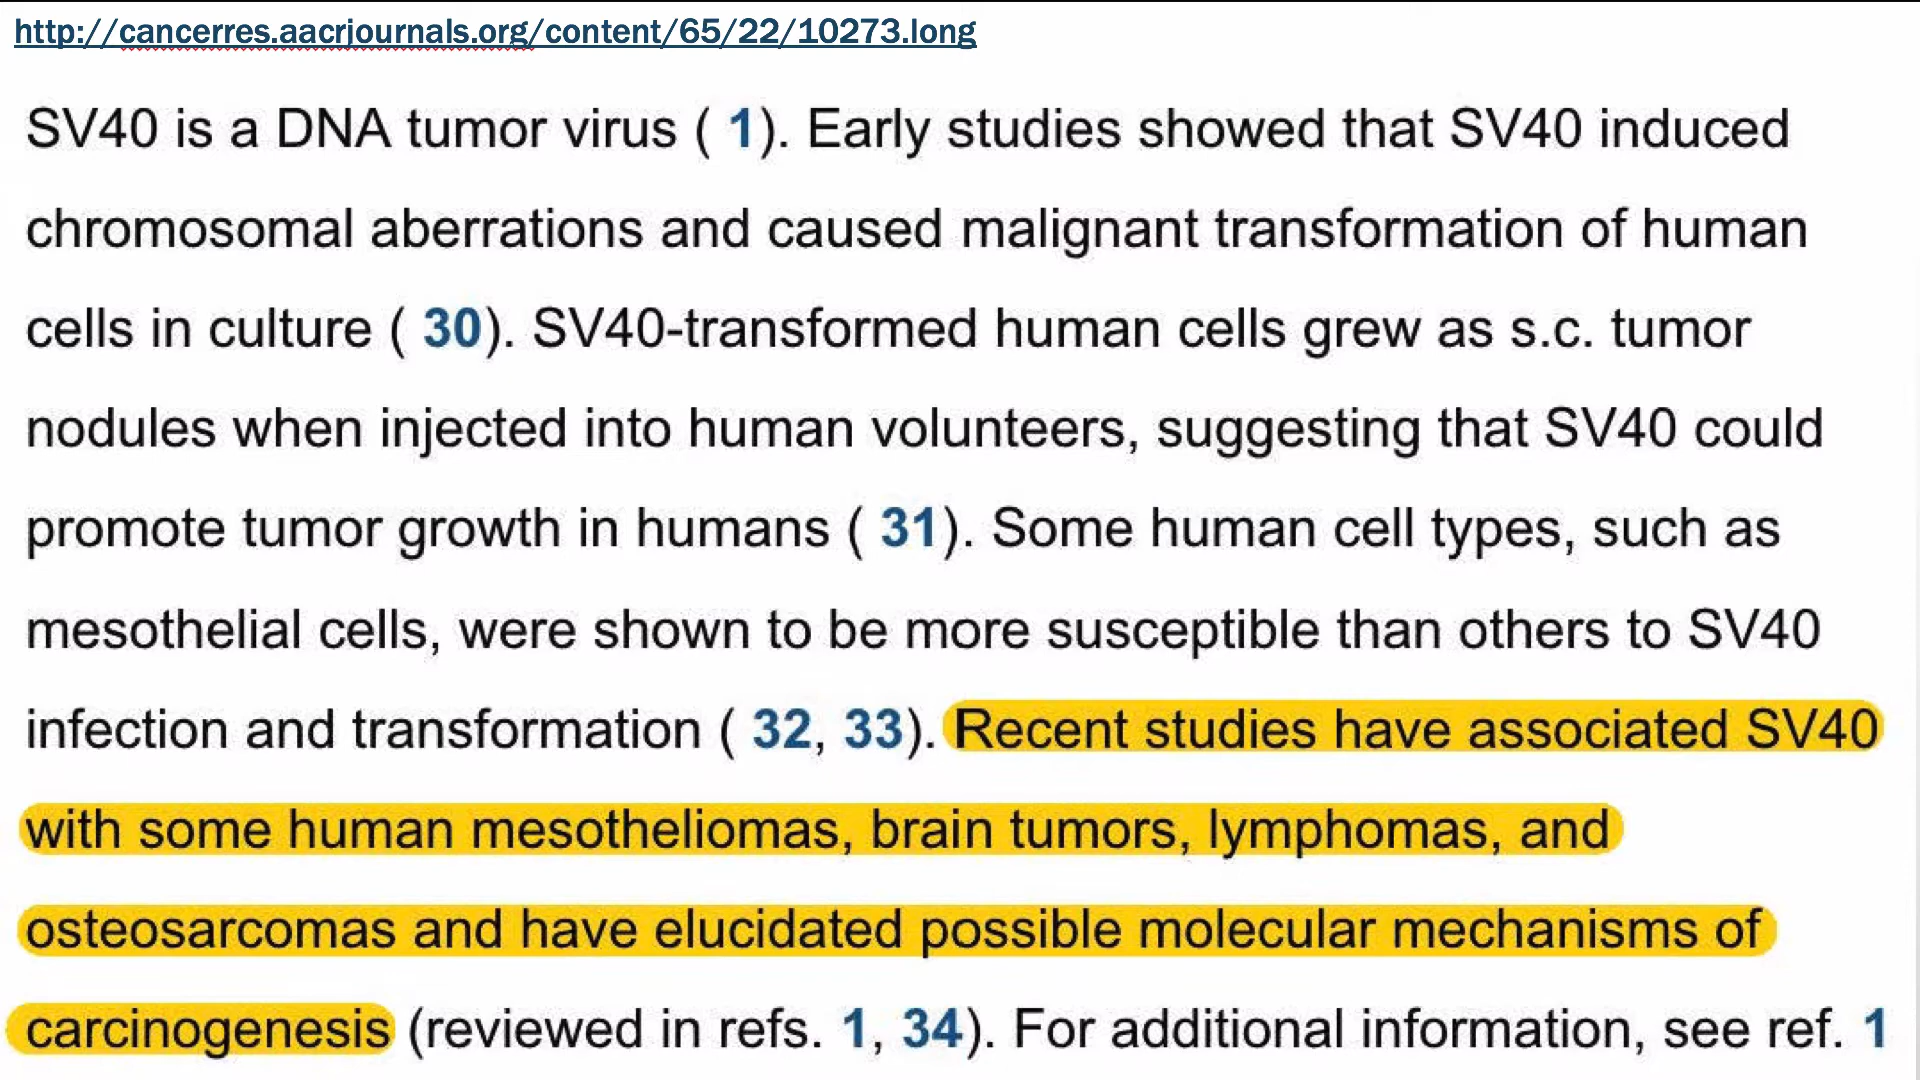 http://cancerres.aacrjournals.org/content/65/22/10273.long
SV40 is a DNA tumor virus ( 1). Early studies showed that SV40 induced
chromosomal aberrations and caused malignant transformation of human
cells in culture ( 30). SV40-transformed human cells grew as s.c. tumor
nodules when injected into human volunteers, suggesting that SV40 could
promote tumor growth in humans ( 31). Some human cell types, such as
mesothelial cells, were shown to be more susceptible than others to SV40
infection and transformation ( 32, 33). Recent studies have associated SV40
with some human mesotheliomas, brain tumors, lymphomas, and
osteosarcomas and have elucidated possible molecular mechanisms of
carcinogenesis (reviewed in refs. 1, 34). For additional information, see ref. 1